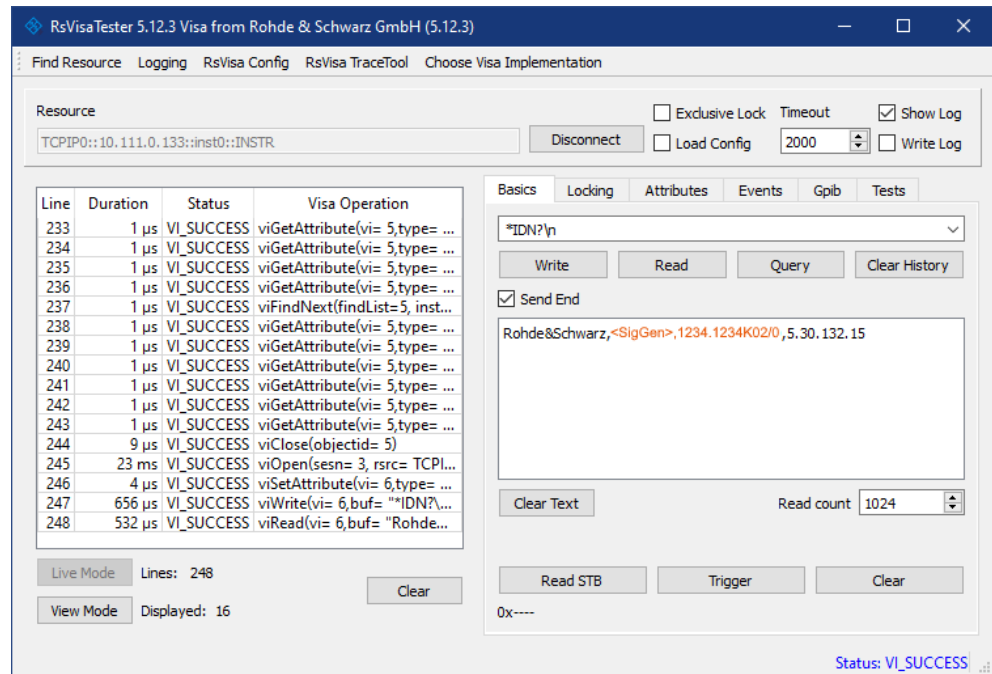 RsVisaTester 5.12.3 Visa from Rohde & Schwarz GmbH (5.12.3)
Find Resource Logging RsVisa Config RsVisa TraceTool Choose Visa Implementation
Resource
TCPIP0::10.111.0.133::inst0::INSTR
Disconnect
Exclusive Lock Timeout Show Log
Load Config 2000 Write Log
Line Duration Status Visa Operation
233 1 µs VI_SUCCESS viGetAttribute(vi= 5,type= ...
234 1 µs VI_SUCCESS viGetAttribute(vi= 5,type= ...
235 1 µs VI_SUCCESS viGetAttribute(vi= 5,type= ...
236 1 µs VI_SUCCESS viGetAttribute(vi= 5,type= ...
237 1 µs VI_SUCCESS viFindNext(findList=5, inst...
238 1 µs VI_SUCCESS viGetAttribute(vi= 5,type= ...
239 1 µs VI_SUCCESS viGetAttribute(vi= 5,type= ...
240 1 µs VI_SUCCESS viGetAttribute(vi= 5,type= ...
241 1 µs VI_SUCCESS viGetAttribute(vi= 5,type= ...
242 1 µs VI_SUCCESS viGetAttribute(vi= 5,type= ...
243 1 µs VI_SUCCESS viGetAttribute(vi= 5,type= ...
244 9 µs VI_SUCCESS viClose(objectid= 5)
245 23 ms VI_SUCCESS viOpen(sesn= 3, rsrc= TCPI...
246 4 µs VI_SUCCESS viSetAttribute(vi= 6,type= ...
247 656 µs VI_SUCCESS viWrite(vi= 6,buf= "*IDN?\...
248 532 µs VI_SUCCESS viRead(vi= 6,buf= "Rohde...
Live Mode Lines: 248
Clear
View Mode Displayed: 16
Basics Locking Attributes Events Gpib Tests
*IDN?\n
Write Read Query Clear History
Send End
Rohde&Schwarz,<SigGen>,1234.1234K02/0,5.30.132.15
Clear Text Read count 1024
Read STB Trigger Clear
0x----
Status: VI_SUCCESS